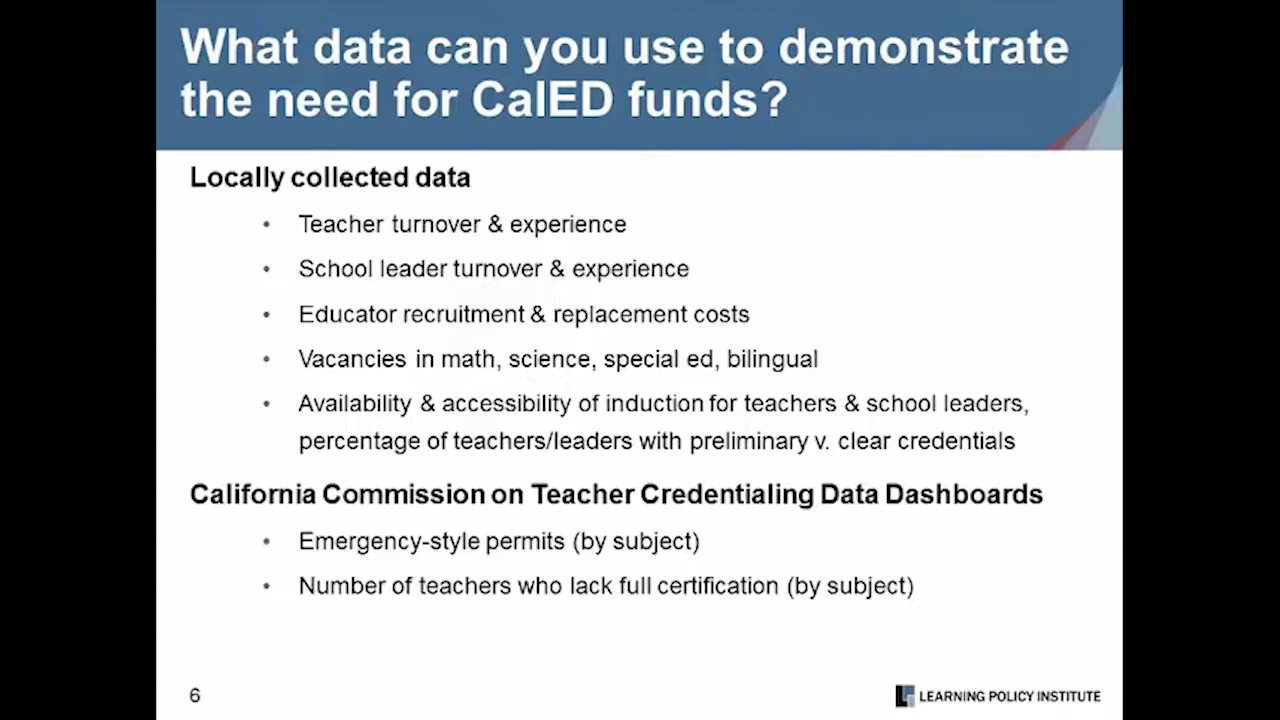 What data can you use to demonstrate
the need for CalED funds?
Locally collected data
• Teacher turnover & experience
• School leader turnover & experience
• Educator recruitment & replacement costs
• Vacancies in math, science, special ed, bilingual
• Availability & accessibility of induction for teachers & school leaders,
percentage of teachers/leaders with preliminary v. clear credentials
California Commission on Teacher Credentialing Data Dashboards
• Emergency-style permits (by subject)
• Number of teachers who lack full certification (by subject)
6
LEARNING POLICY INSTITUTE